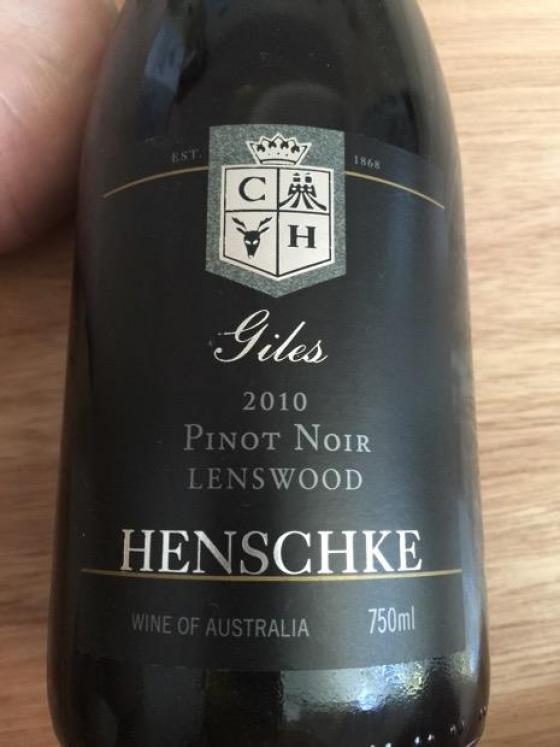 EST. 1868
C
H
Giles
2010
PINOT NOIR
LENSWOOD
HENSCHKE
WINE OF AUSTRALIA 750ml